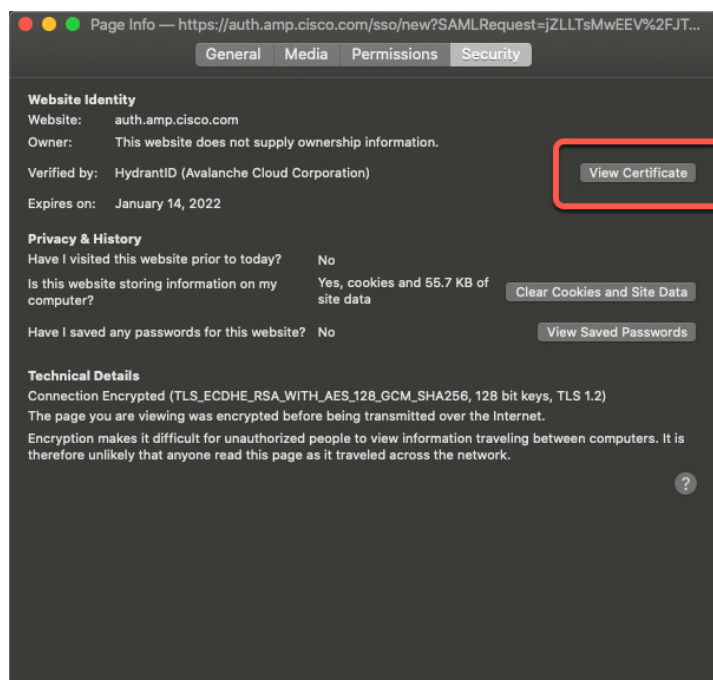 Page Info — https://auth.amp.cisco.com/sso/new?SAMLRequest=jZLLTsMwEEV%2FJT...
General Media Permissions Security
Website Identity
Website: auth.amp.cisco.com
Owner: This website does not supply ownership information.
Verified by: HydrantID (Avalanche Cloud Corporation) View Certificate
Expires on: January 14, 2022
Privacy & History
Have I visited this website prior to today? No
Is this website storing information on my computer? Yes, cookies and 55.7 KB of site data Clear Cookies and Site Data
Have I saved any passwords for this website? No View Saved Passwords
Technical Details
Connection Encrypted (TLS_ECDHE_RSA_WITH_AES_128_GCM_SHA256, 128 bit keys, TLS 1.2)
The page you are viewing was encrypted before being transmitted over the Internet.
Encryption makes it difficult for unauthorized people to view information traveling between computers. It is
therefore unlikely that anyone read this page as it traveled across the network.
?